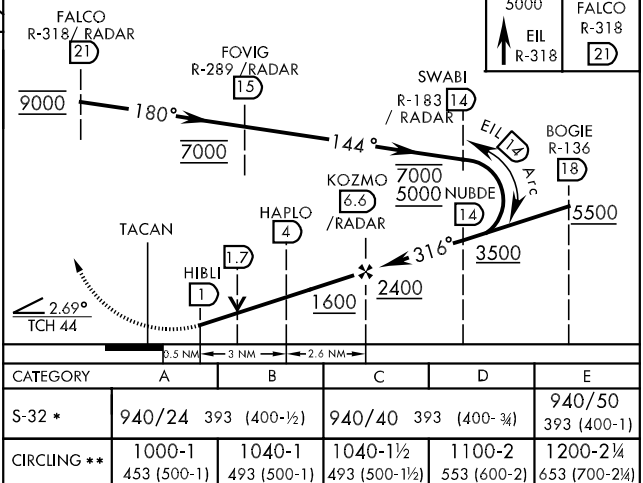 5000
EIL
R-318
FALCO
R-318
21
FALCO
R-318/ RADAR
21
9000
180°
FOVIG
R-289 /RADAR
15
7000
144°
SWABI
R-183 14
/ RADAR
7000
5000
EIL 14 Arc
BOGIE
R-136
18
5500
NUBDE
14
3500
316°
KOZMO
6.6
/RADAR
2400
1600
HAPLO
4
1.7
HIBLI
1
TACAN
2.69°
TCH 44
0.5 NM 3 NM 2.6 NM
CATEGORY A B C D E
S-32 * 940/24 393 (400-½) 940/40 393 (400-¾) 940/50 393 (400-1)
CIRCLING ** 1000-1 1040-1 1040-1½ 1100-2 1200-2¼
453 (500-1) 493 (500-1) 493 (500-1½) 553 (600-2) 653 (700-2¼)